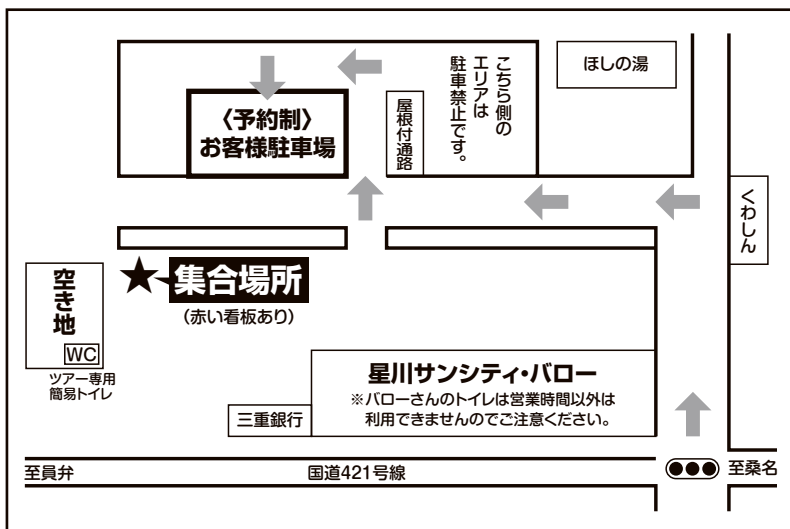 〈予約制〉
お客様駐車場
屋根付通路
こちら側の
エリアは
駐車禁止です。
ほしの湯
くわしん
空き地
WC
ツアー専用
簡易トイレ
★集合場所
(赤い看板あり)
星川サンシティ・バロー
※バローさんのトイレは営業時間以外は
利用できませんのでご注意ください。
三重銀行
至員弁
国道421号線
至桑名